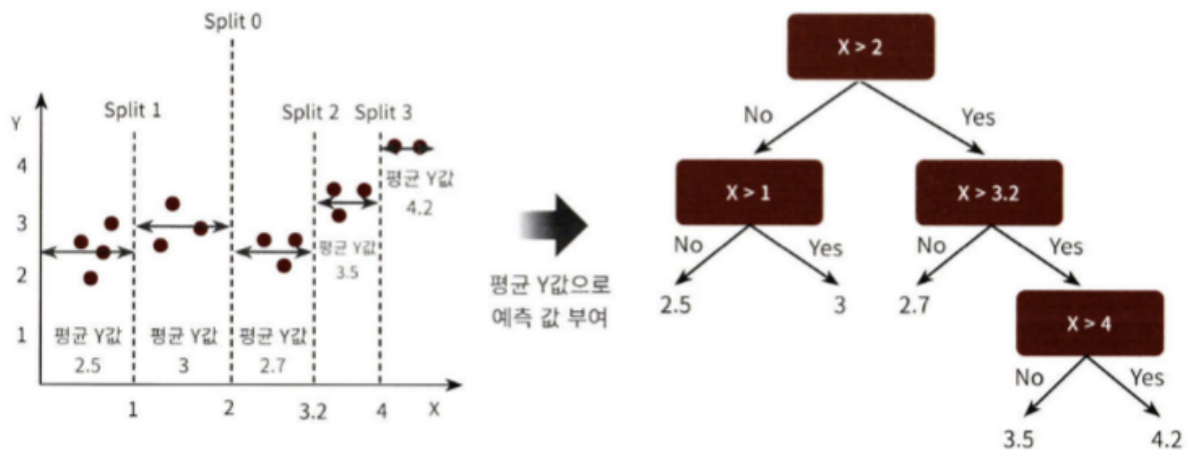 Split 0
Split 1
Split 2
Split 3
Y
4
3
2
1
평균 Y값
4.2
평균 Y값
3.5
평균 Y값
2.5
평균 Y값
3
평균 Y값
2.7
1
2
3.2
4
X
평균 Y값으로
예측 값 부여
X > 2
No
Yes
X > 1
X > 3.2
No
Yes
No
Yes
2.5
3
2.7
X > 4
No
Yes
3.5
4.2